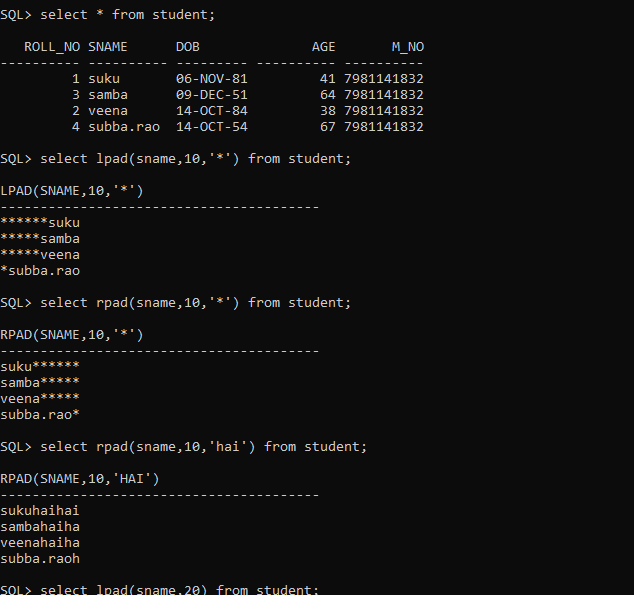 SQL> select * from student;
   ROLL_NO SNAME      DOB              AGE       M_NO
---------- ---------- --------- ---------- ----------
         1 suku       06-NOV-81         41 7981141832
         3 samba      09-DEC-51         64 7981141832
         2 veena      14-OCT-84         38 7981141832
         4 subba.rao  14-OCT-54         67 7981141832
SQL> select lpad(sname,10,'*') from student;
LPAD(SNAME,10,'*')
----------------------------------------
******suku
*****samba
*****veena
*subba.rao
SQL> select rpad(sname,10,'*') from student;
RPAD(SNAME,10,'*')
----------------------------------------
suku******
samba*****
veena*****
subba.rao*
SQL> select rpad(sname,10,'hai') from student;
RPAD(SNAME,10,'HAI')
----------------------------------------
sukuhaihai
sambahaiha
veenahaiha
subba.raoh
SQL> select lpad(sname,20) from student;